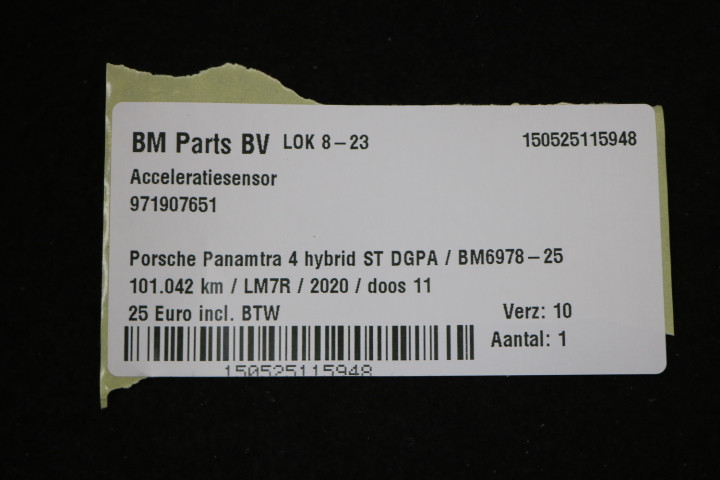 BM Parts BV LOK 8-23 150525115948
Acceleratiesensor
971907651
Porsche Panamtra 4 hybrid ST DGPA / BM6978-25
101.042 km / LM7R / 2020 / doos 11
25 Euro incl. BTW Verz: 10
Aantal: 1
150525115948